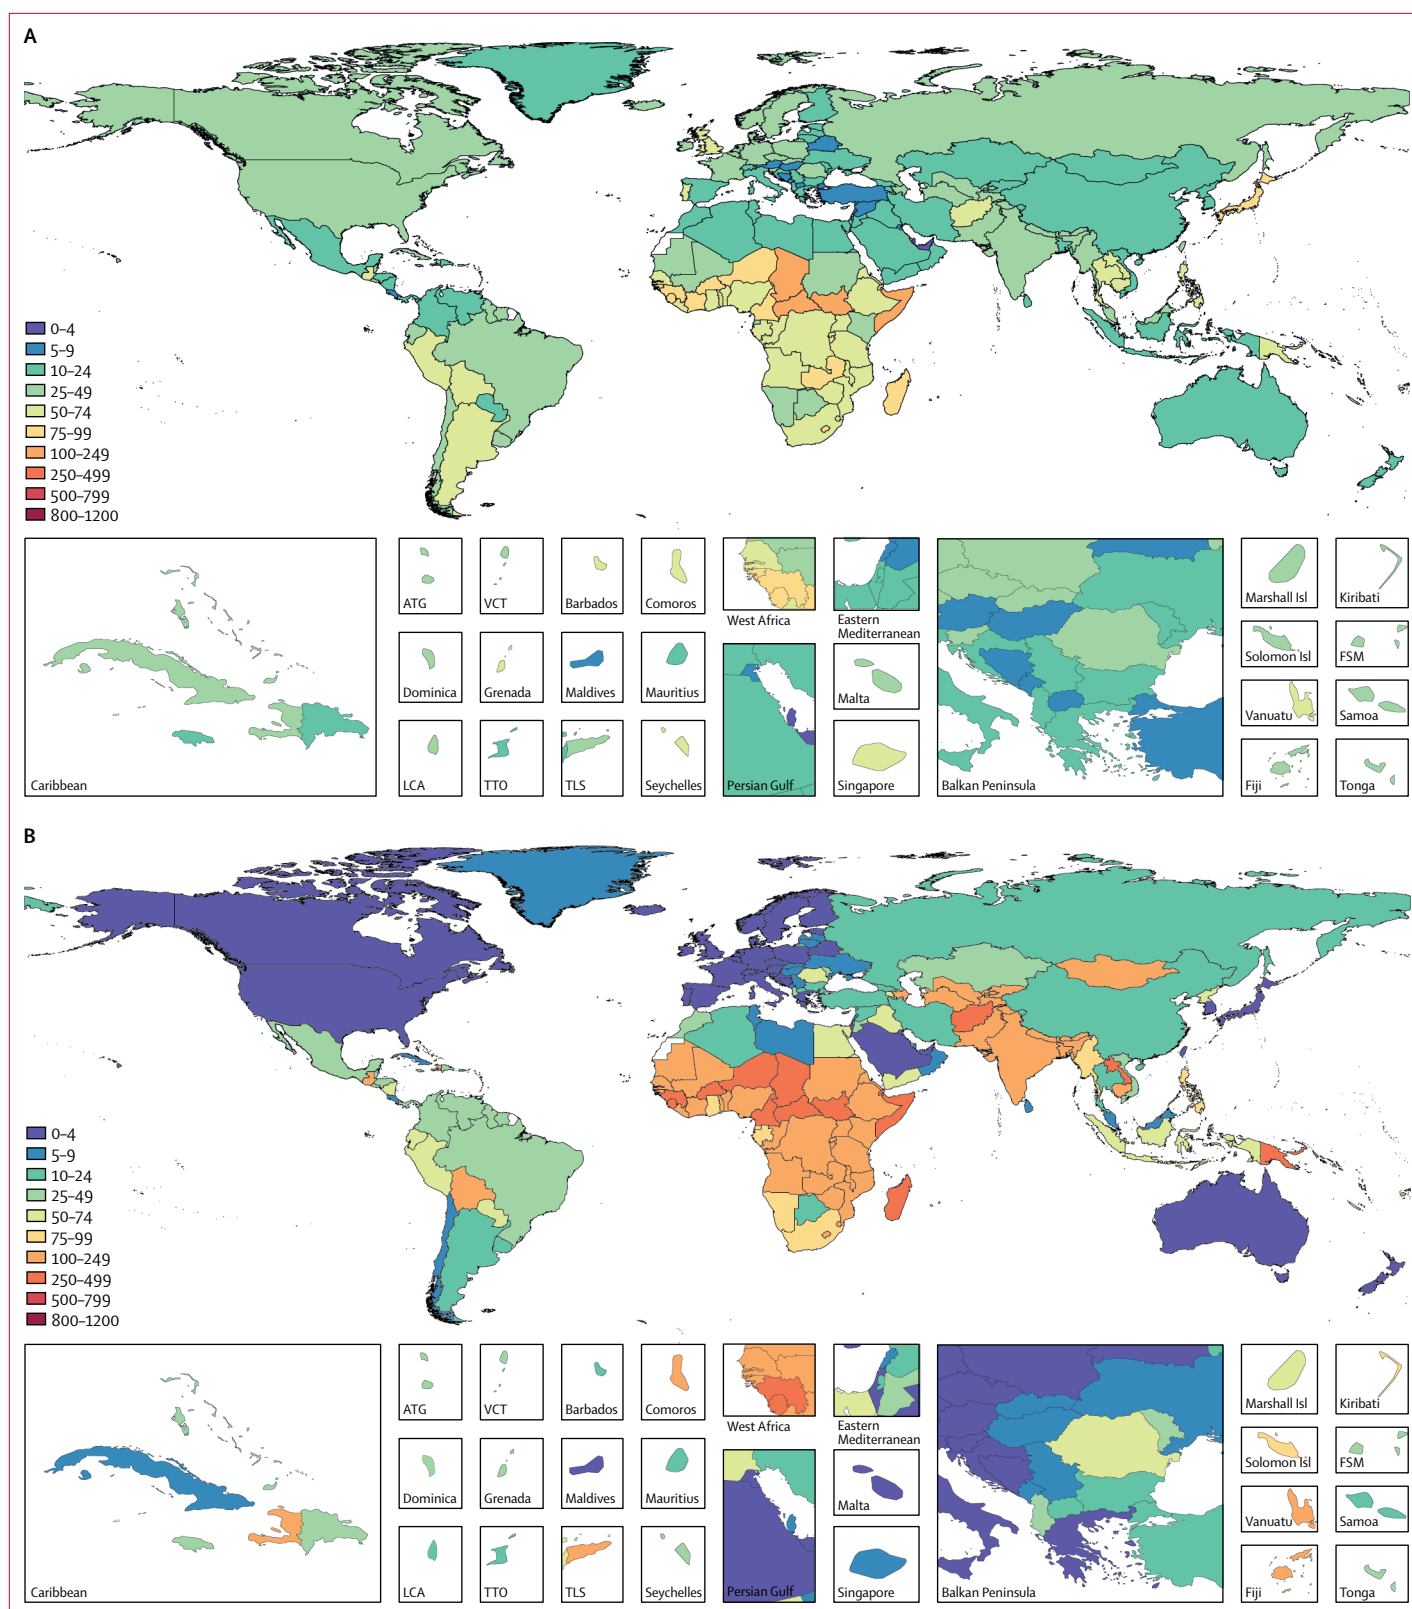 A
0–4
5–9
10–24
25–49
50–74
75–99
100–249
250–499
500–799
800–1200
Caribbean
ATG
VCT
Barbados
Comoros
West Africa
Eastern
Mediterranean
Balkan Peninsula
Marshall Isl
Kiribati
Dominica
Grenada
Maldives
Mauritius
Persian Gulf
Malta
Solomon Isl
FSM
Vanuatu
Samoa
LCA
TTO
TLS
Seychelles
Singapore
Fiji
Tonga
B
0–4
5–9
10–24
25–49
50–74
75–99
100–249
250–499
500–799
800–1200
Caribbean
ATG
VCT
Barbados
Comoros
West Africa
Eastern
Mediterranean
Balkan Peninsula
Marshall Isl
Kiribati
Dominica
Grenada
Maldives
Mauritius
Persian Gulf
Malta
Solomon Isl
FSM
Vanuatu
Samoa
LCA
TTO
TLS
Seychelles
Singapore
Fiji
Tonga